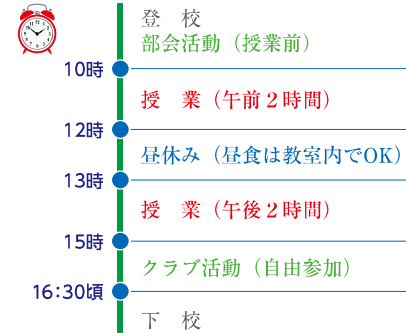 登　校
部会活動（授業前）
10時
授　業（午前２時間）
12時
昼休み（昼食は教室内でOK）
13時
授　業（午後２時間）
15時
クラブ活動（自由参加）
16:30頃
下　校